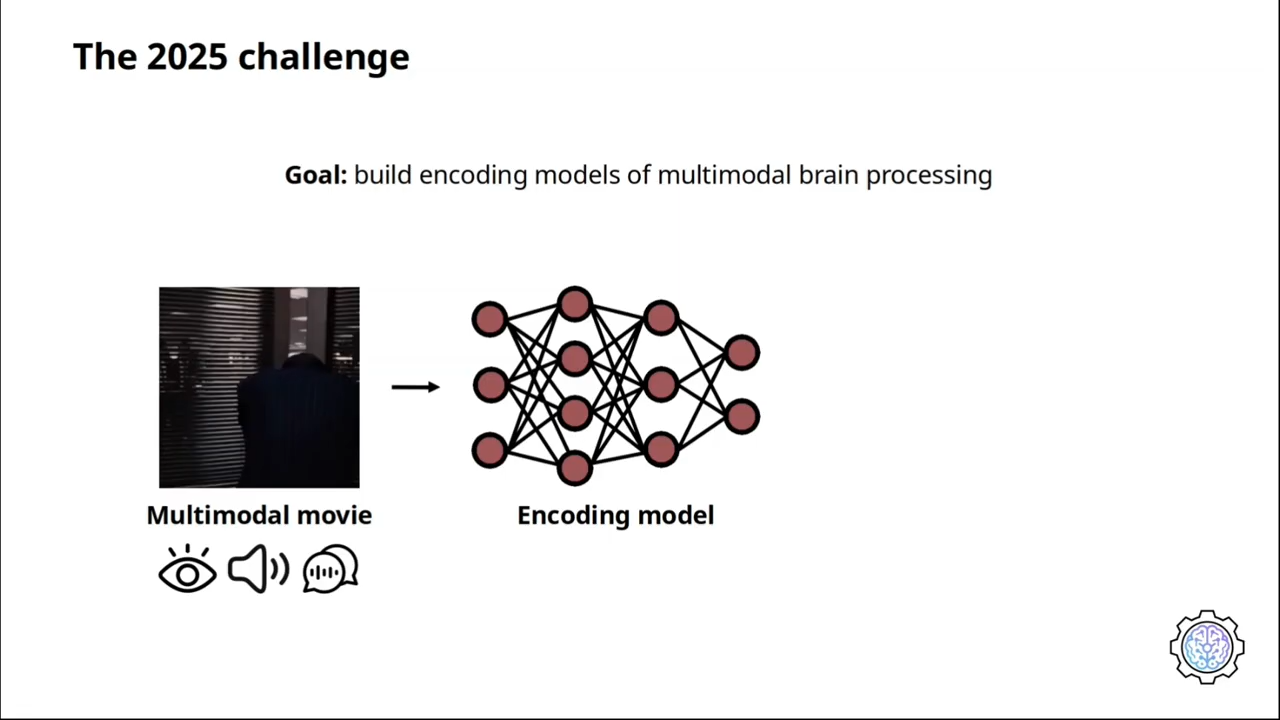 The 2025 challenge
Goal: build encoding models of multimodal brain processing
Multimodal movie
Encoding model